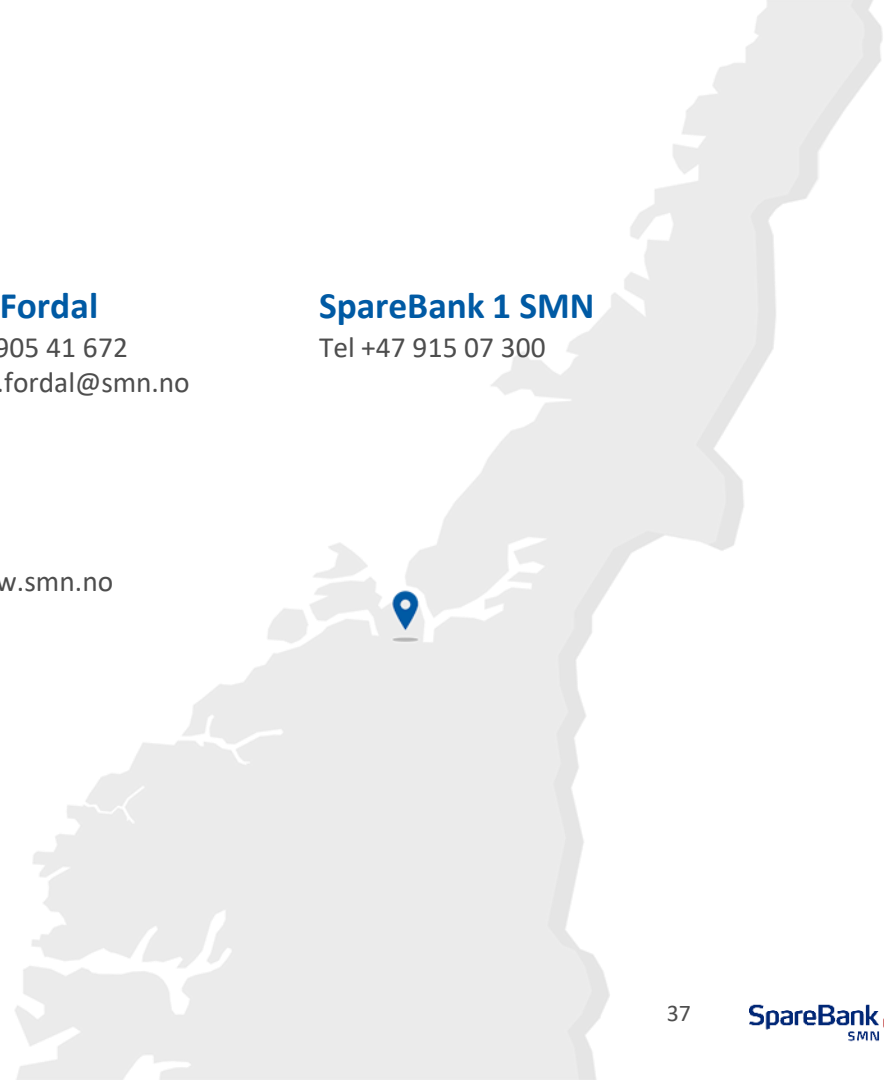 Fordal
905 41 672
.fordal@smn.no
SpareBank 1 SMN
Tel +47 915 07 300
w.smn.no
37
SpareBank
SMN